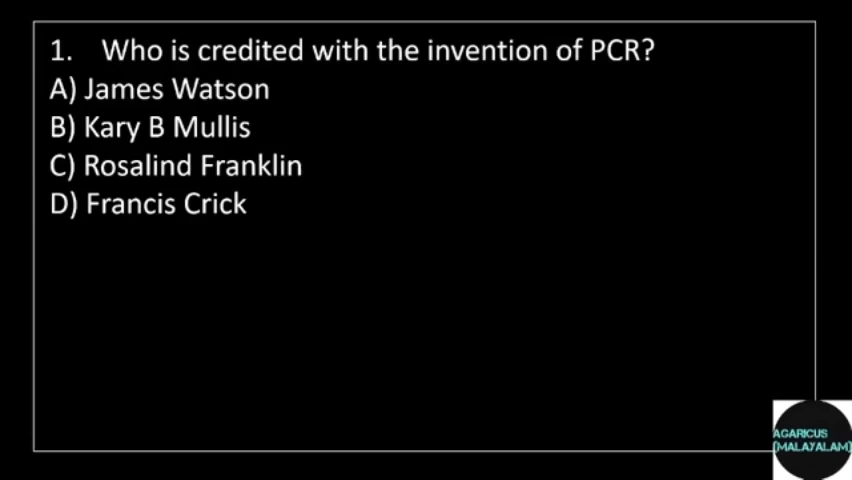 1. Who is credited with the invention of PCR?
A) James Watson
B) Kary B Mullis
C) Rosalind Franklin
D) Francis Crick
AGARICUS
(MALAYALAM)